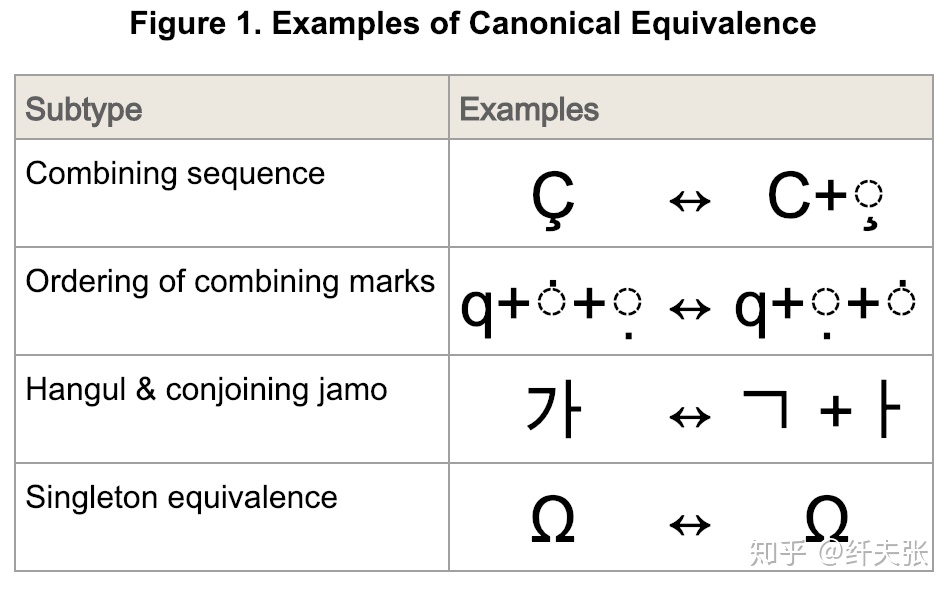 Figure 1. Examples of Canonical Equivalence
Subtype Examples
Combining sequence Ç ↔ C+◌̧
Ordering of combining marks q+◌̇+◌̣ ↔ q+◌̣+◌̇
Hangul & conjoining jamo 가 ↔ ᄀ + ᅡ
Singleton equivalence Ω ↔ Ω
知乎 @纤夫张